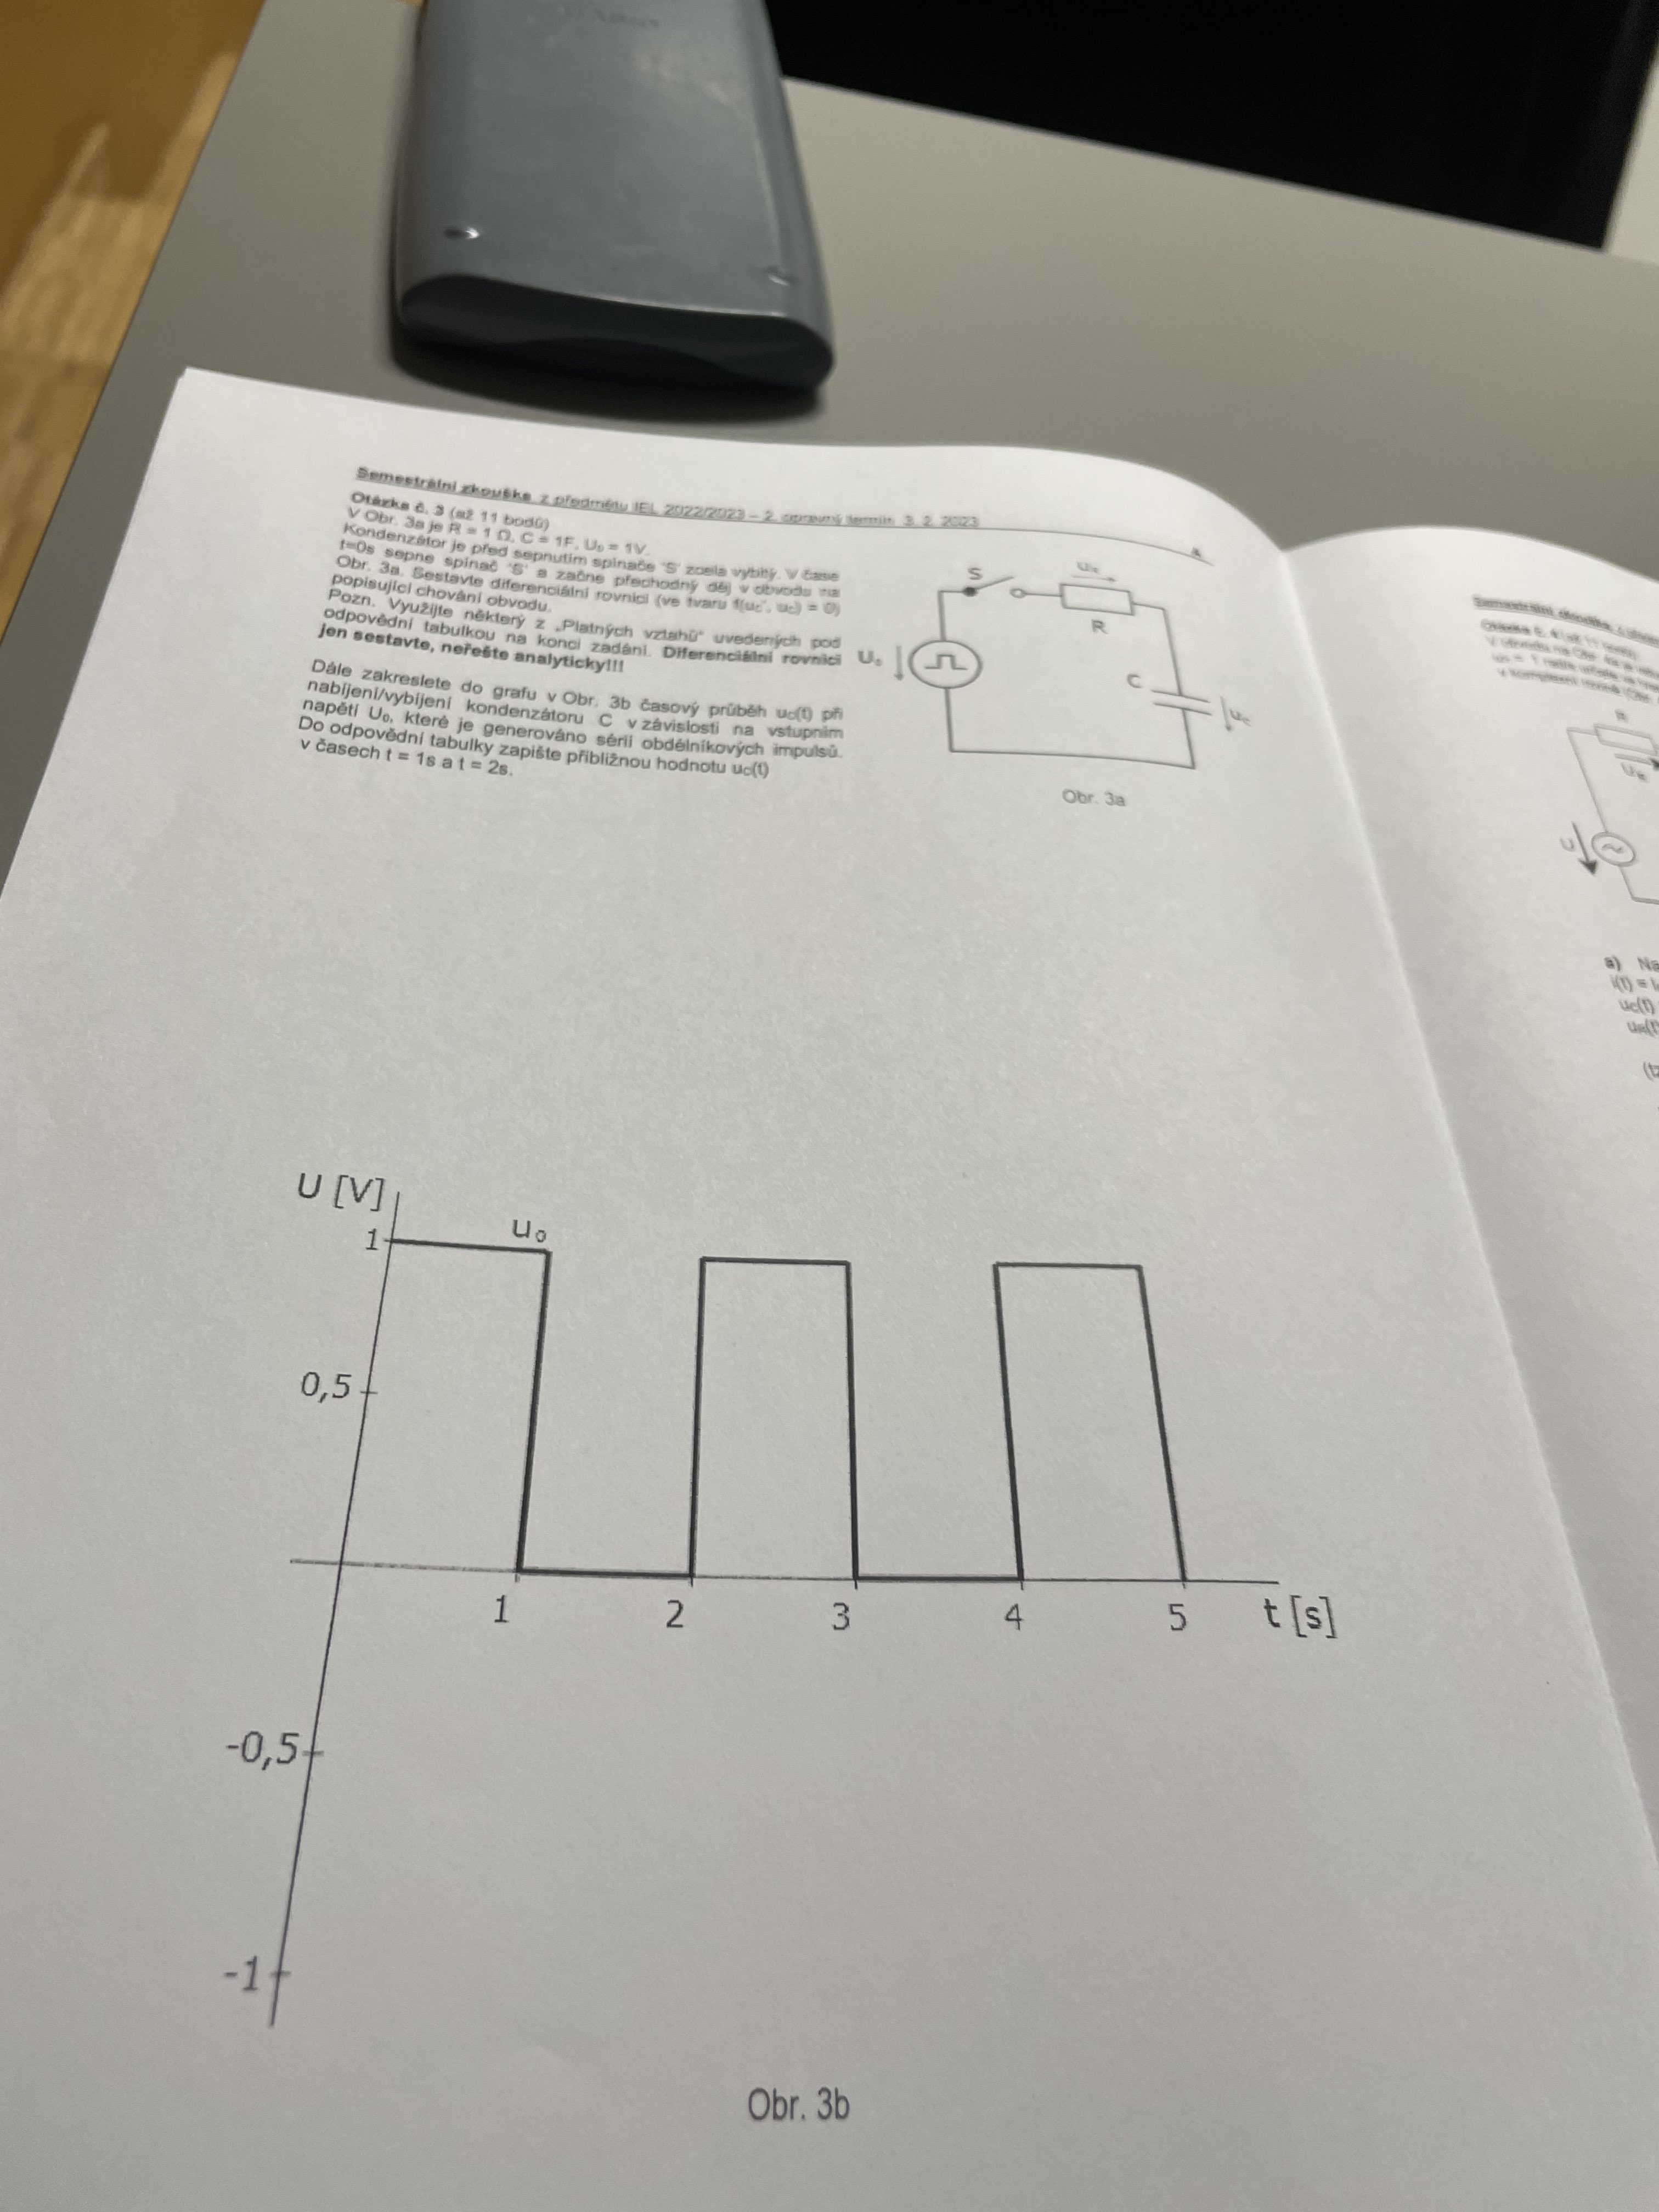 Semestrální zkouška z předmětu IEL 2022/2023 – 2. opravný termín 3. 2. 2023
Otázka č. 3 (až 11 bodů)
V Obr. 3a je R = 1 Ω, C = 1F, U₀ = 1V.
Kondenzátor je před sepnutím spínače 'S' zcela vybitý. V čase
t=0s sepne spínač 'S' a začne přechodný děj v obvodu na
Obr. 3a. Sestavte diferenciální rovnici (ve tvaru f(uC', uC) = 0)
popisující chování obvodu.
Pozn. Využijte některý z „Platných vztahů" uvedených pod
odpovědní tabulkou na konci zadání. Diferenciální rovnici
jen sestavte, neřešte analyticky!!!
Dále zakreslete do grafu v Obr. 3b časový průběh uC(t) při
nabíjení/vybíjení kondenzátoru C v závislosti na vstupním
napětí U₀, které je generováno sérií obdélníkových impulsů.
Do odpovědní tabulky zapište přibližnou hodnotu uC(t)
v časech t = 1s a t = 2s.
S
uR
R
U₀
C
uC
Obr. 3a
R
uR
U
a) Na
i(t) = I
uC(t)
uR(t
U [V]
1
u₀
0,5
1 2 3 4 5 t [s]
-0,5
-1
Obr. 3b